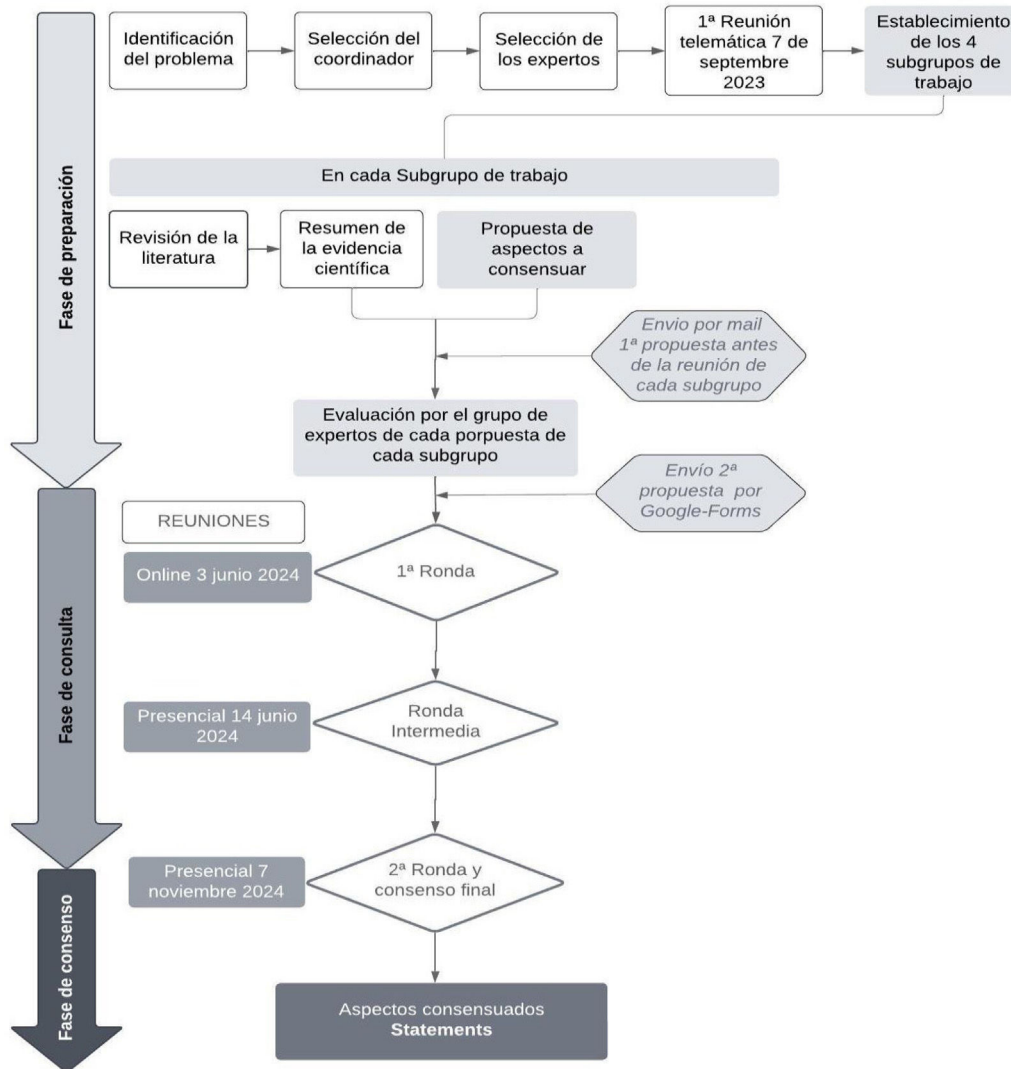 Identificación
del problema
Selección del
coordinador
Selección de
los expertos
1ª Reunión
telemática 7 de
septembre
2023
Establecimiento
de los 4
subgrupos de
trabajo
En cada Subgrupo de trabajo
Revisión de la
literatura
Resumen de
la evidencia
científica
Propuesta de
aspectos a
consensuar
Fase de preparación
Envio por mail
1ª propuesta antes
de la reunión de
cada subgrupo
Evaluación por el grupo de
expertos de cada porpuesta de
cada subgrupo
Envío 2ª
propuesta por
Google-Forms
REUNIONES
Online 3 junio 2024
1ª Ronda
Fase de consulta
Presencial 14 junio
2024
Ronda
Intermedia
Presencial 7
noviembre 2024
2ª Ronda y
consenso final
Fase de consenso
Aspectos consensuados
Statements